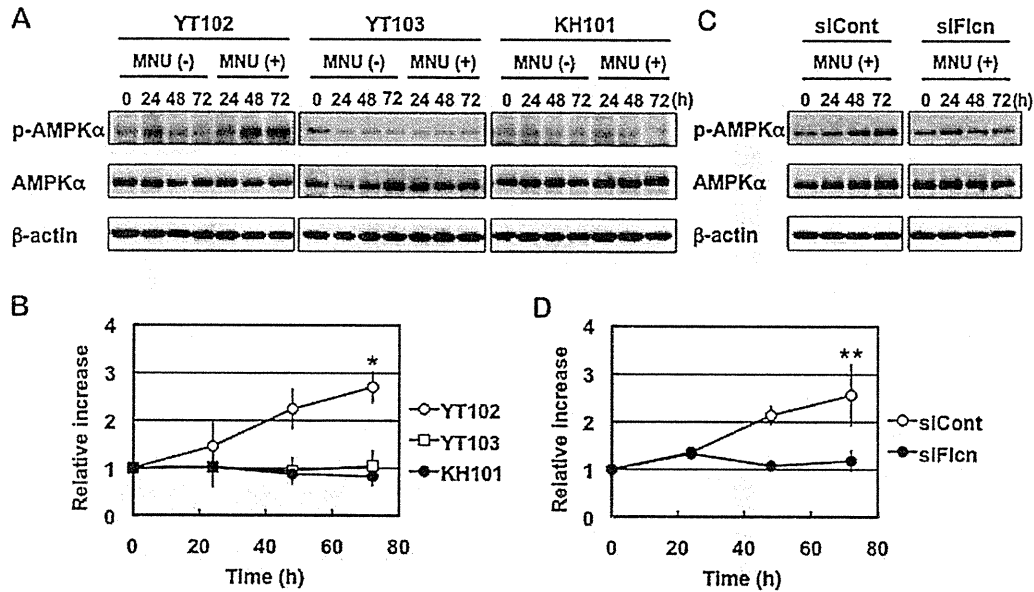 A
YT102 YT103 KH101
MNU (-) MNU (+) MNU (-) MNU (+) MNU (-) MNU (+)
0 24 48 72 24 48 72 0 24 48 72 24 48 72 0 24 48 72 24 48 72(h)
p-AMPKα
AMPKα
β-actin
C
siCont siFlcn
MNU (+) MNU (+)
0 24 48 72 0 24 48 72(h)
p-AMPKα
AMPKα
β-actin
B
Relative increase
4
3
2
1
0
*
0 20 40 60 80
Time (h)
YT102
YT103
KH101
D
Relative increase
4
3
2
1
0
**
0 20 40 60 80
Time (h)
siCont
siFlcn